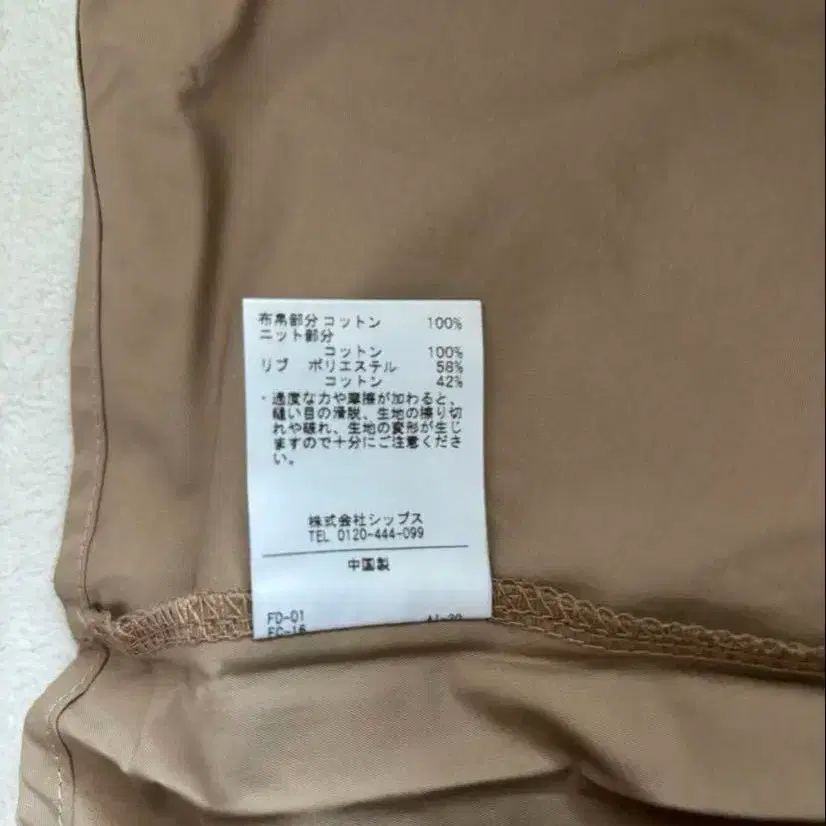 布帛部分 コットン 100%
ニット部分
コットン 100%
リブ ポリエステル 58%
コットン 42%
・過度な力や摩擦が加わると、
縫い目の滑脱、生地の擦り切
れや破れ、生地の変形が生じ
ますので十分にご注意くださ
い。
株式会社シップス
TEL 0120-444-099
中国製
FD-01